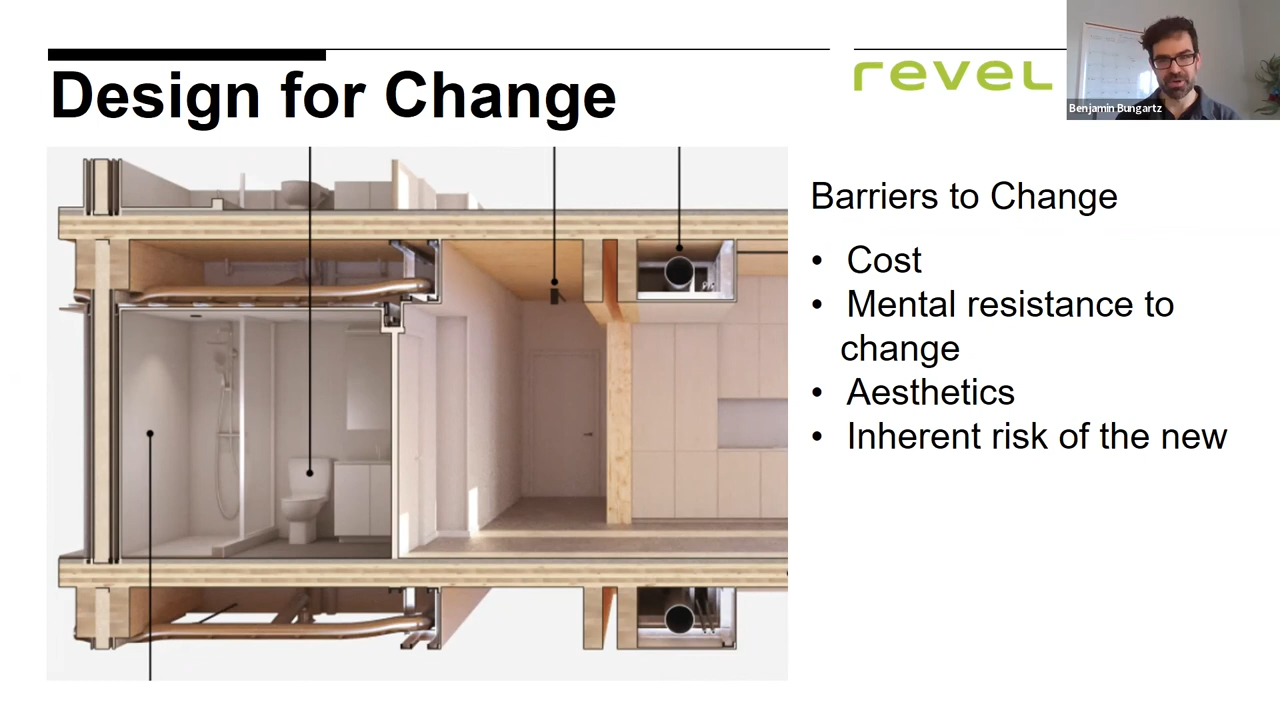 Design for Change
revel
Benjamin Bungartz
Barriers to Change
• Cost
• Mental resistance to
change
• Aesthetics
• Inherent risk of the new